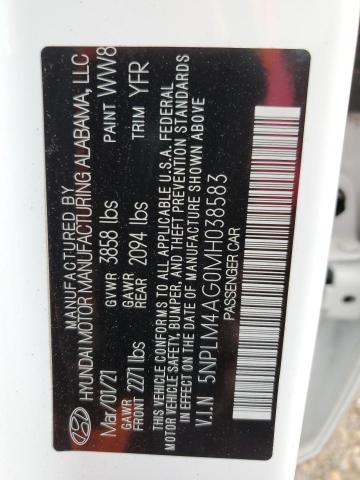 MANUFACTURED BY
HYUNDAI MOTOR MANUFACTURING ALABAMA, LLC
Mar/01/21 GVWR 3858 lbs PAINT WW8
GAWR FRONT 2271 lbs GAWR REAR 2094 lbs TRIM YFR
THIS VEHICLE CONFORMS TO ALL APPLICABLE U.S.A. FEDERAL
MOTOR VEHICLE SAFETY, BUMPER, AND THEFT PREVENTION STANDARDS
IN EFFECT ON THE DATE OF MANUFACTURE SHOWN ABOVE
V.I.N 5NPLM4AG0MH038583
PASSENGER CAR